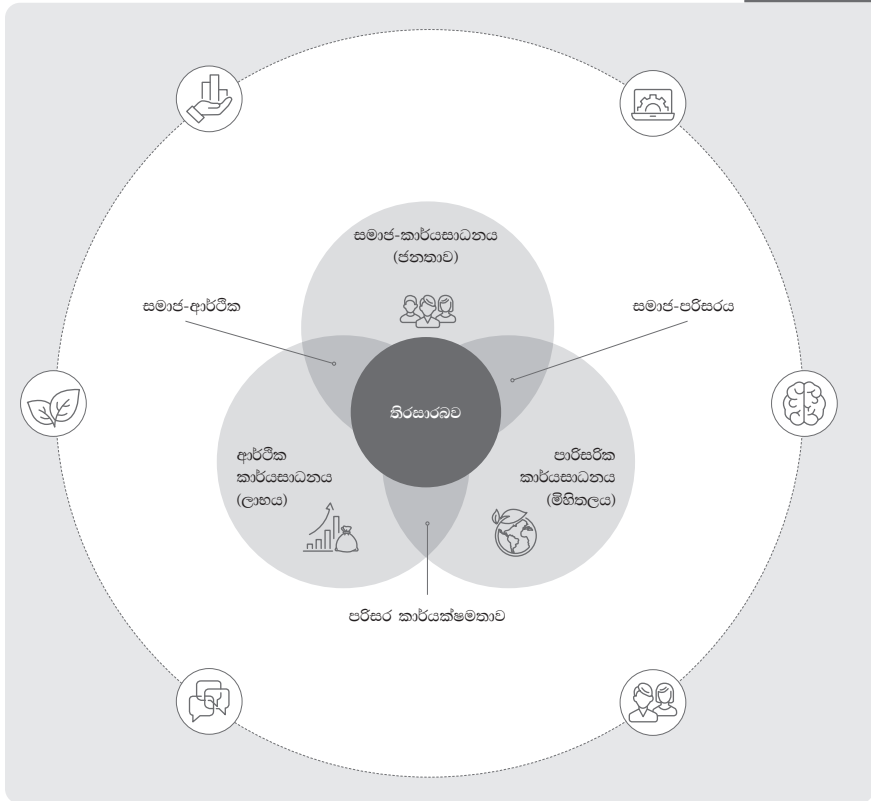 සමාජ-කාර්යසාධනය
(ජනතාව)
සමාජ-ආර්ථික
සමාජ-පරිසරය
තිරසාරබව
ආර්ථික
කාර්යසාධනය
(ලාභය)
පාරිසරික
කාර්යසාධනය
(මිහිතලය)
පරිසර කාර්යක්ෂමතාව